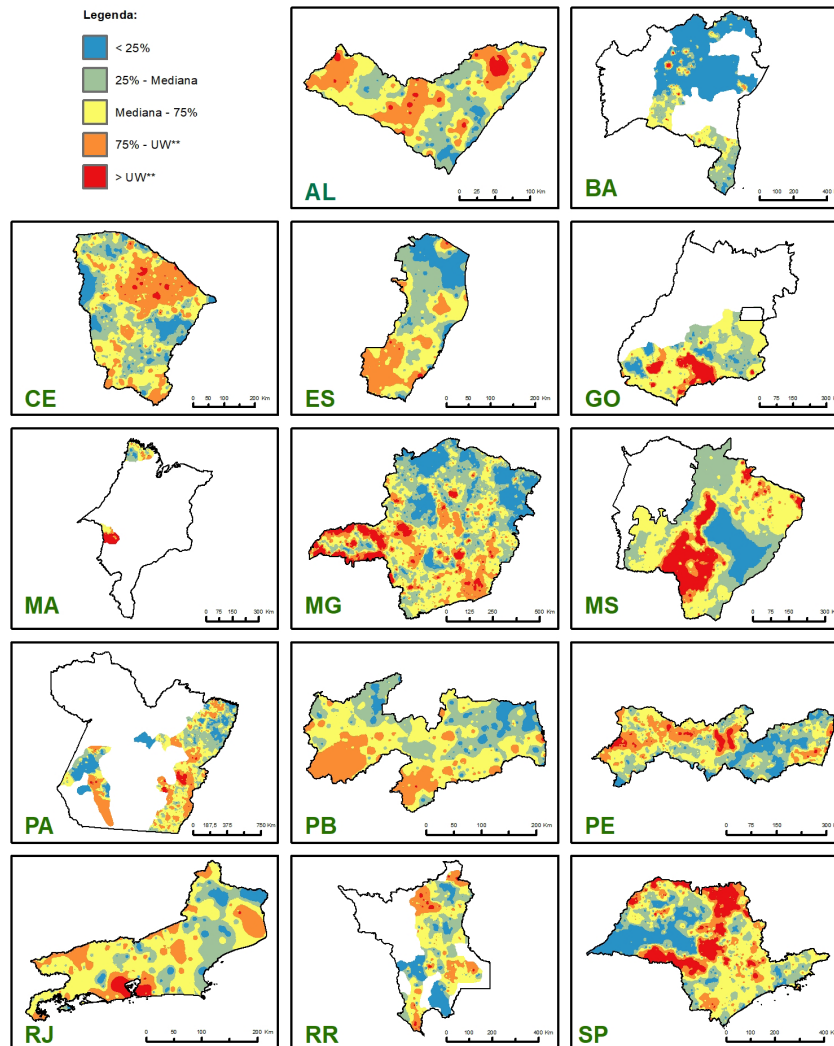 Legenda:
< 25%
25% - Mediana
Mediana - 75%
75% - UW**
> UW**
AL
0 25 50 100 Km
BA
0 100 200 400
CE
0 50 100 200 Km
ES
0 50 100 200
GO
0 75 150 300
MA
0 75 150 300 Km
MG
0 125 250 500
MS
0 75 150 300 Km
PA
0 187,5 375 750 Km
PB
0 50 100 200
PE
0 75 150 300 Km
RJ
0 50 100 200 Km
RR
0 100 200 400
SP
0 100 200 400 Km